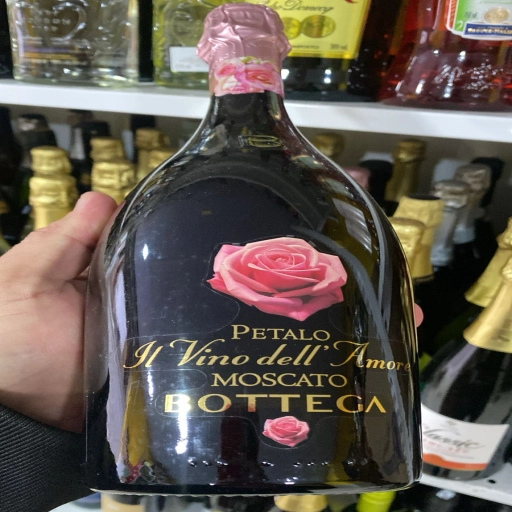 PETALO
Il Vino dell'Amore
MOSCATO
BOTTEGA